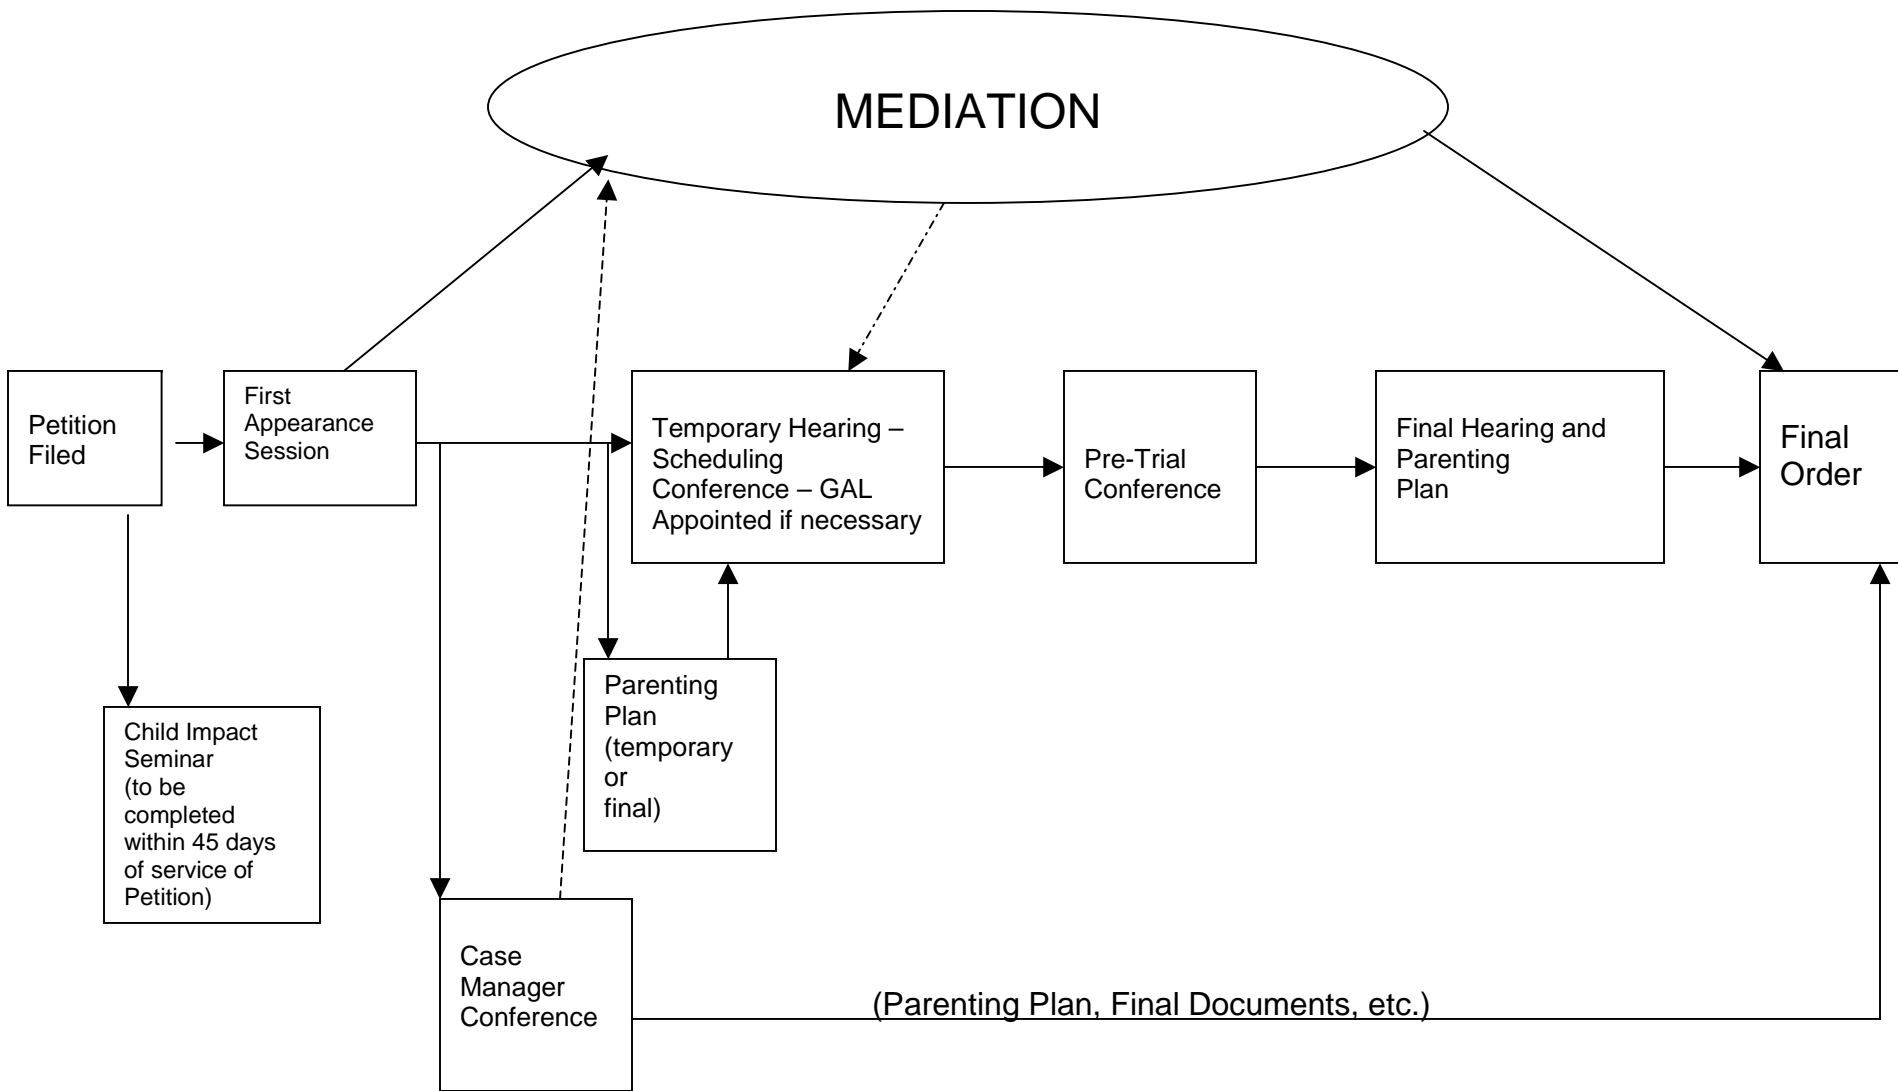 MEDIATION
Petition
Filed
First
Appearance
Session
Temporary Hearing –
Scheduling
Conference – GAL
Appointed if necessary
Pre-Trial
Conference
Final Hearing and
Parenting
Plan
Final
Order
Parenting
Plan
(temporary
or
final)
Child Impact
Seminar
(to be
completed
within 45 days
of service of
Petition)
Case
Manager
Conference
(Parenting Plan, Final Documents, etc.)